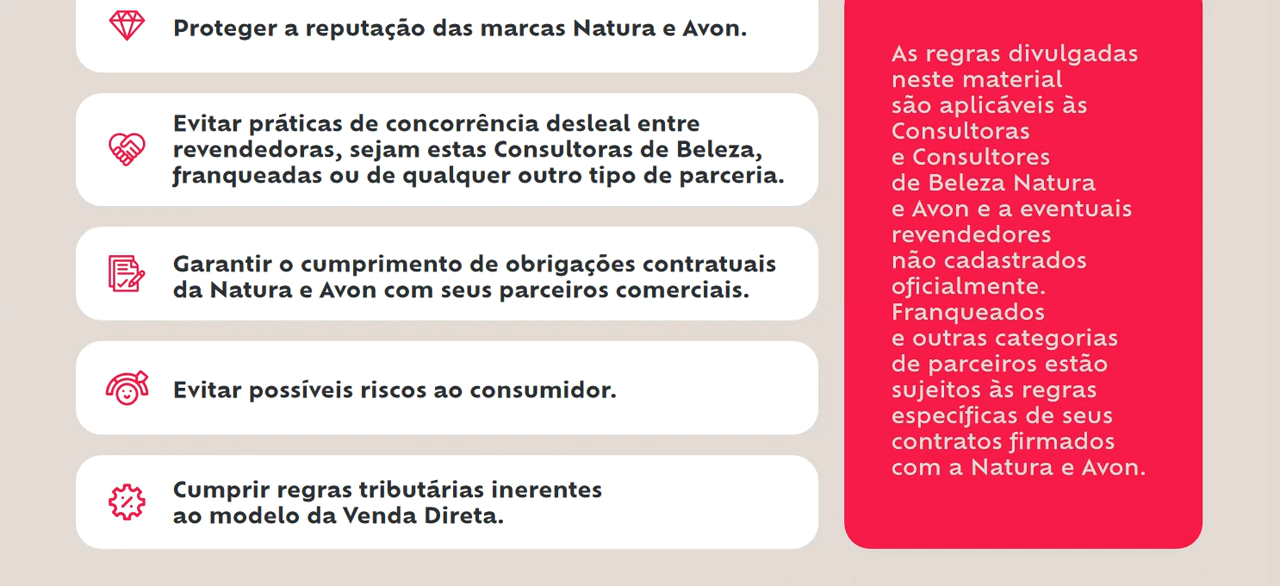 Proteger a reputação das marcas Natura e Avon.
Evitar práticas de concorrência desleal entre
revendedoras, sejam estas Consultoras de Beleza,
franqueadas ou de qualquer outro tipo de parceria.
Garantir o cumprimento de obrigações contratuais
da Natura e Avon com seus parceiros comerciais.
Evitar possíveis riscos ao consumidor.
Cumprir regras tributárias inerentes
ao modelo da Venda Direta.
As regras divulgadas
neste material
são aplicáveis às
Consultoras
e Consultores
de Beleza Natura
e Avon e a eventuais
revendedores
não cadastrados
oficialmente.
Franqueados
e outras categorias
de parceiros estão
sujeitos às regras
específicas de seus
contratos firmados
com a Natura e Avon.